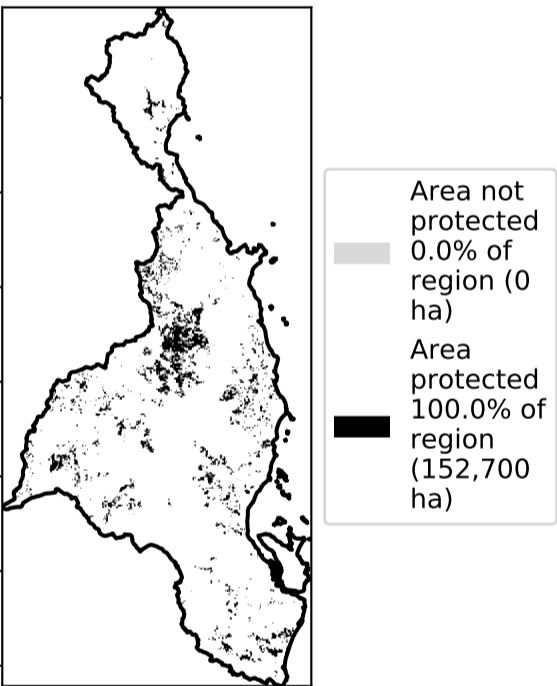 Area not
protected
0.0% of
region (0
ha)
Area
protected
100.0% of
region
(152,700
ha)